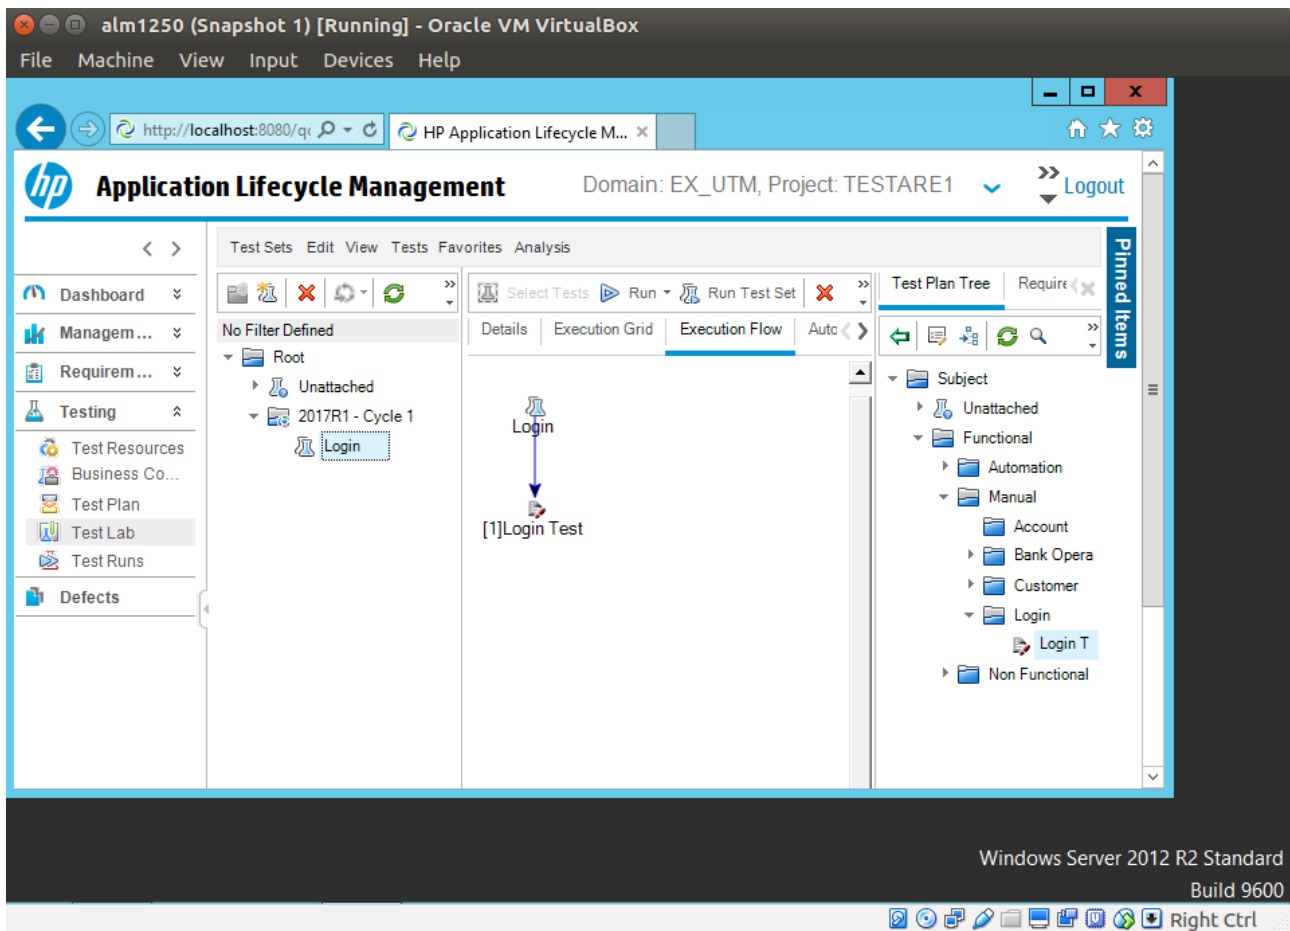 alm1250 (Snapshot 1) [Running] - Oracle VM VirtualBox
File Machine View Input Devices Help
http://localhost:8080/qc
HP Application Lifecycle M...
hp Application Lifecycle Management
Domain: EX_UTM, Project: TESTARE1
Logout
Test Sets Edit View Tests Favorites Analysis
Dashboard
Managem...
Requirem...
Testing
Test Resources
Business Co...
Test Plan
Test Lab
Test Runs
Defects
No Filter Defined
Root
Unattached
2017R1 - Cycle 1
Login
Select Tests Run Run Test Set
Details Execution Grid Execution Flow Auto
Login
[1]Login Test
Test Plan Tree Require
Subject
Unattached
Functional
Automation
Manual
Account
Bank Opera
Customer
Login
Login T
Non Functional
Pinned Items
Windows Server 2012 R2 Standard
Build 9600
Right Ctrl